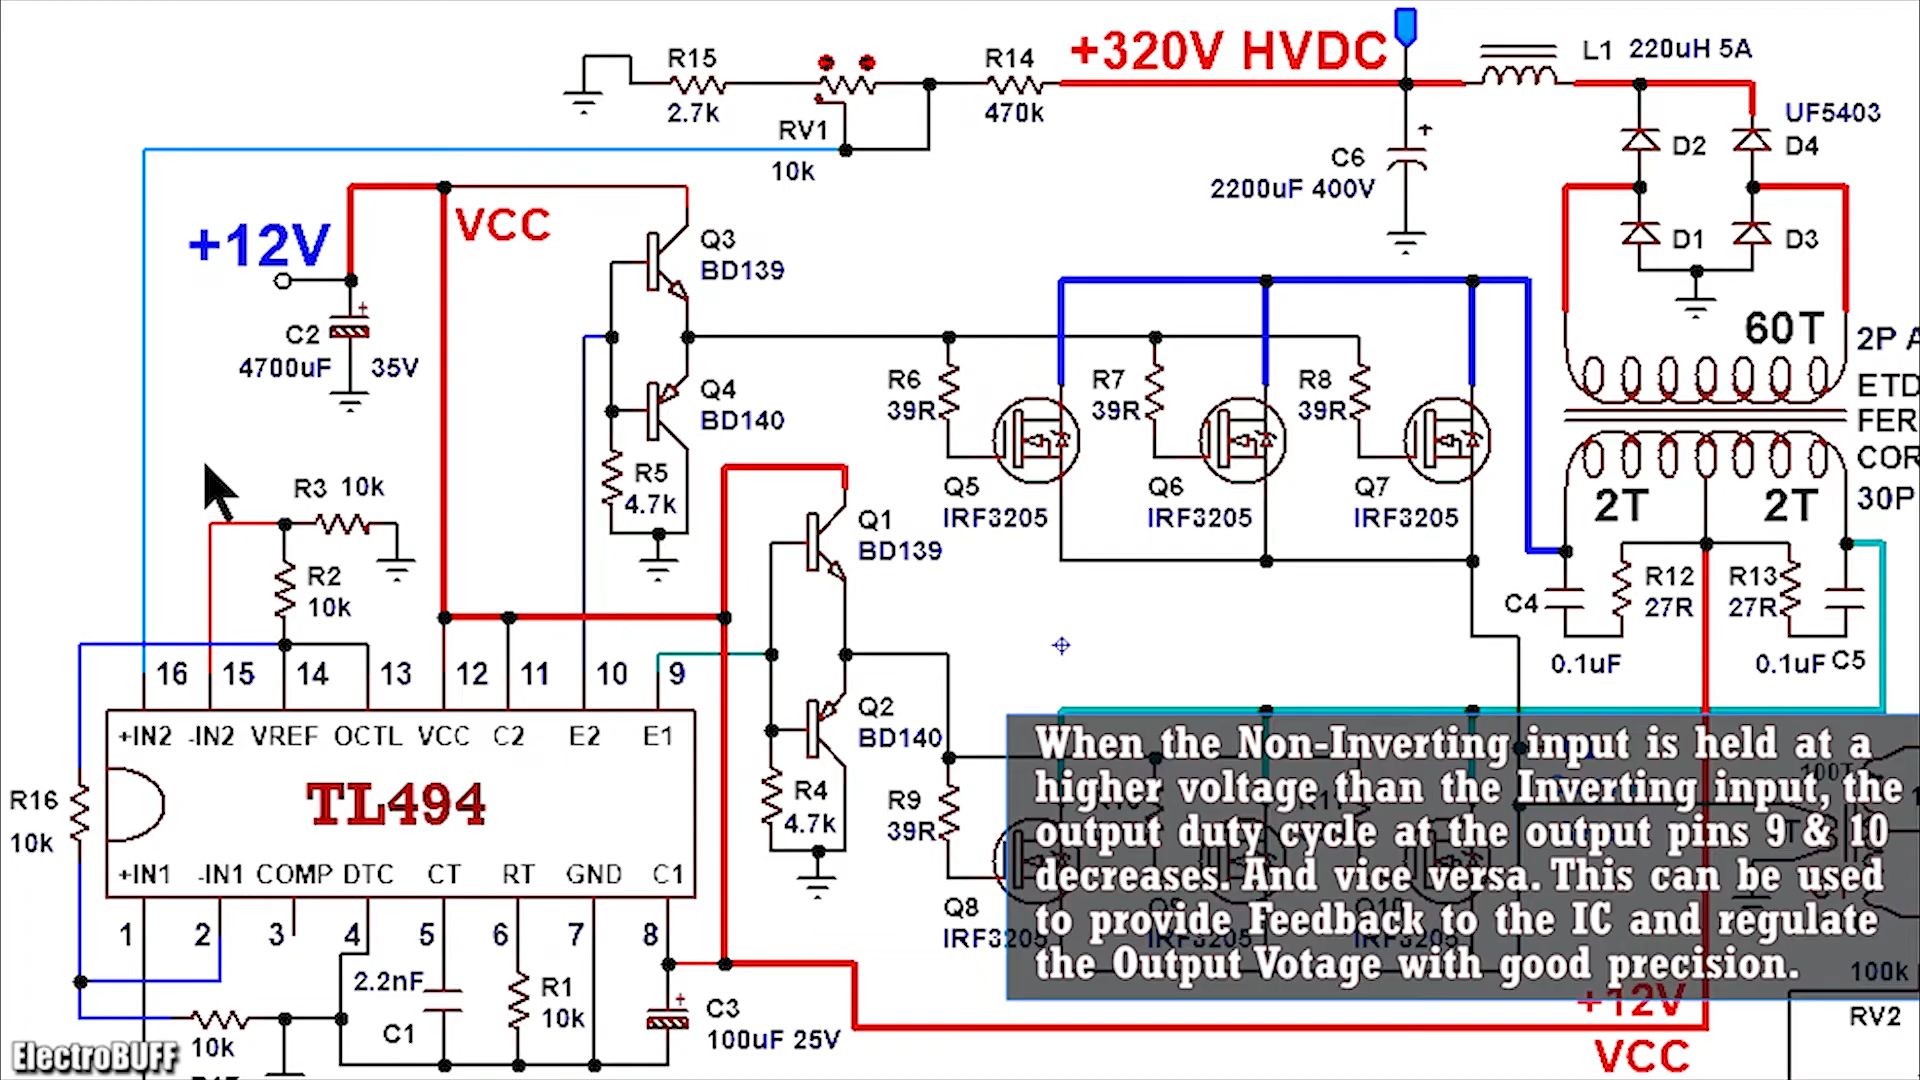 +320V HVDC
L1 220uH 5A
R15
2.7k
RV1
10k
R14
470k
UF5403
D2
D4
C6
2200uF 400V
D1
D3
+12V
VCC
Q3
BD139
C2
4700uF 35V
Q4
BD140
R5
4.7k
R6
39R
R7
39R
R8
39R
60T
2P A
ETD
FER
COR
30P
2T
2T
Q5
IRF3205
Q6
IRF3205
Q7
IRF3205
R3 10k
R2
10k
Q1
BD139
C4
R12
27R
R13
27R
0.1uF
0.1uF C5
16 15 14 13 12 11 10 9
+IN2 -IN2 VREF OCTL VCC C2 E2 E1
TL494
+IN1 -IN1 COMP DTC CT RT GND C1
1 2 3 4 5 6 7 8
R16
10k
Q2
BD140
R4
4.7k
R9
39R
Q8
IRF3205
When the Non-Inverting input is held at a
higher voltage than the Inverting input, the
output duty cycle at the output pins 9 & 10
decreases. And vice versa. This can be used
to provide Feedback to the IC and regulate
the Output Votage with good precision.
2.2nF
C1
R1
10k
C3
100uF 25V
10k
+12V
VCC
100k
RV2
ElectroBUFF